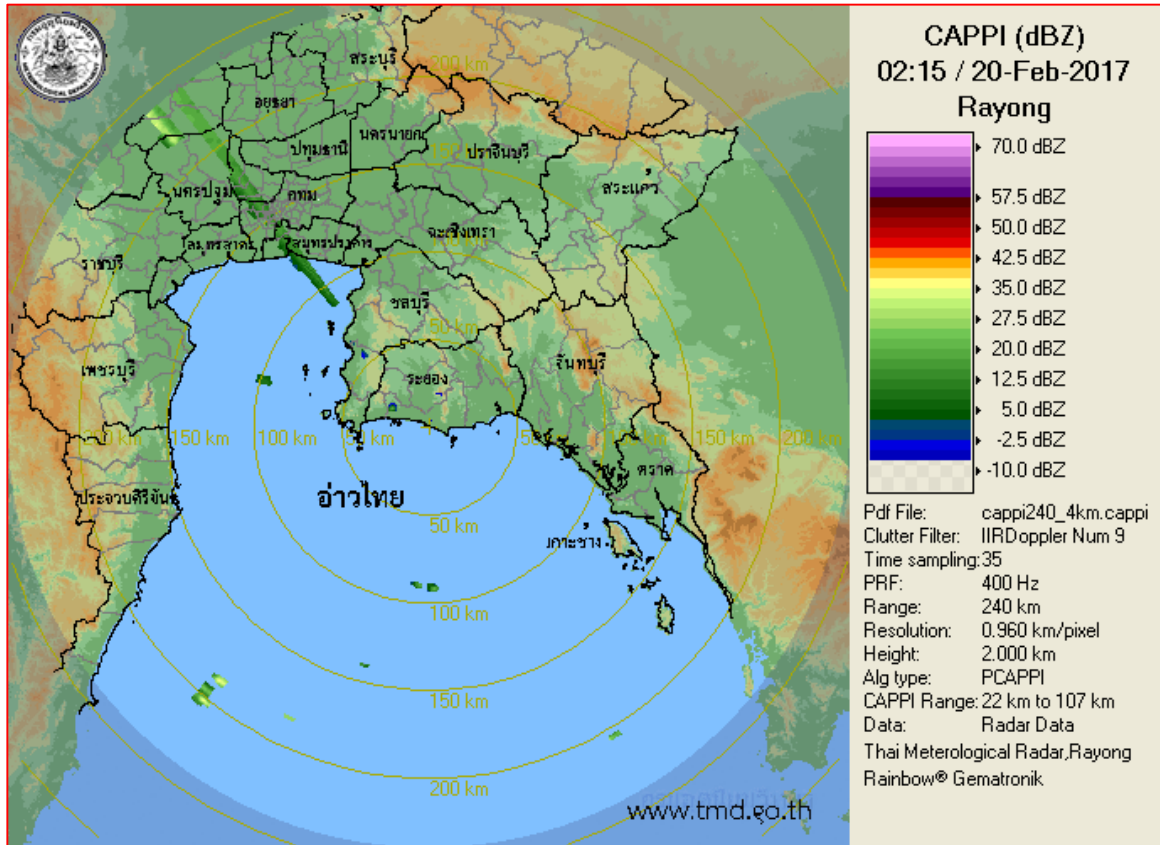 CAPPI (dBZ)
02:15 / 20-Feb-2017
Rayong
70.0 dBZ
57.5 dBZ
50.0 dBZ
42.5 dBZ
35.0 dBZ
27.5 dBZ
20.0 dBZ
12.5 dBZ
5.0 dBZ
-2.5 dBZ
-10.0 dBZ
Pdf File: cappi240_4km.cappi
Clutter Filter: IIRDoppler Num 9
Time sampling:35
PRF: 400 Hz
Range: 240 km
Resolution: 0.960 km/pixel
Height: 2.000 km
Alg type: PCAPPI
CAPPI Range: 22 km to 107 km
Data: Radar Data
Thai Meterological Radar,Rayong
Rainbow® Gematronik
สระบุรี
200 km
อยุธยา
นครนายก
ปทุมธานี
150 km
ปราจีนบุรี
สระแก้ว
นครปฐม
กทม
ฉะเชิงเทรา
สมุทรสาคร
สมุทรปราการ
100 km
ราชบุรี
ชลบุรี
50 km
จันทบุรี
เพชรบุรี
ระยอง
200 km
150 km
100 km
50 km
50 km
100 km
150 km
200 km
ตราด
ประจวบคีรีขันธ์
อ่าวไทย
50 km
เกาะช้าง
100 km
150 km
200 km
www.tmd.go.th